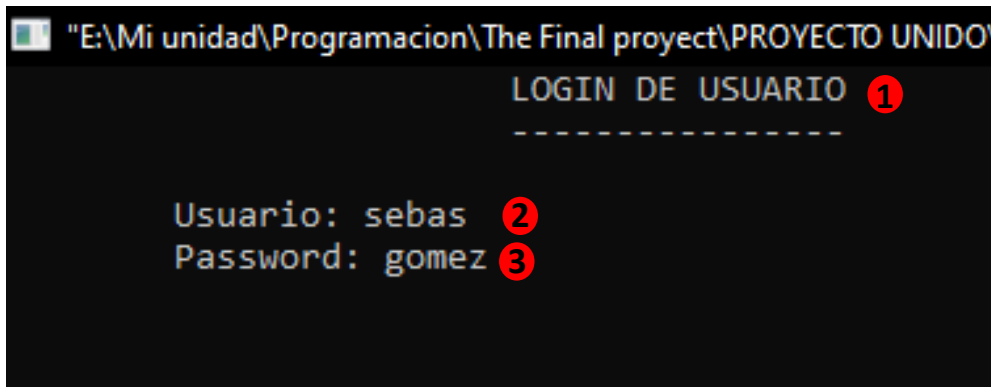 "E:\Mi unidad\Programacion\The Final proyect\PROYECTO UNIDO\
LOGIN DE USUARIO 1
----------------
Usuario: sebas 2
Password: gomez 3